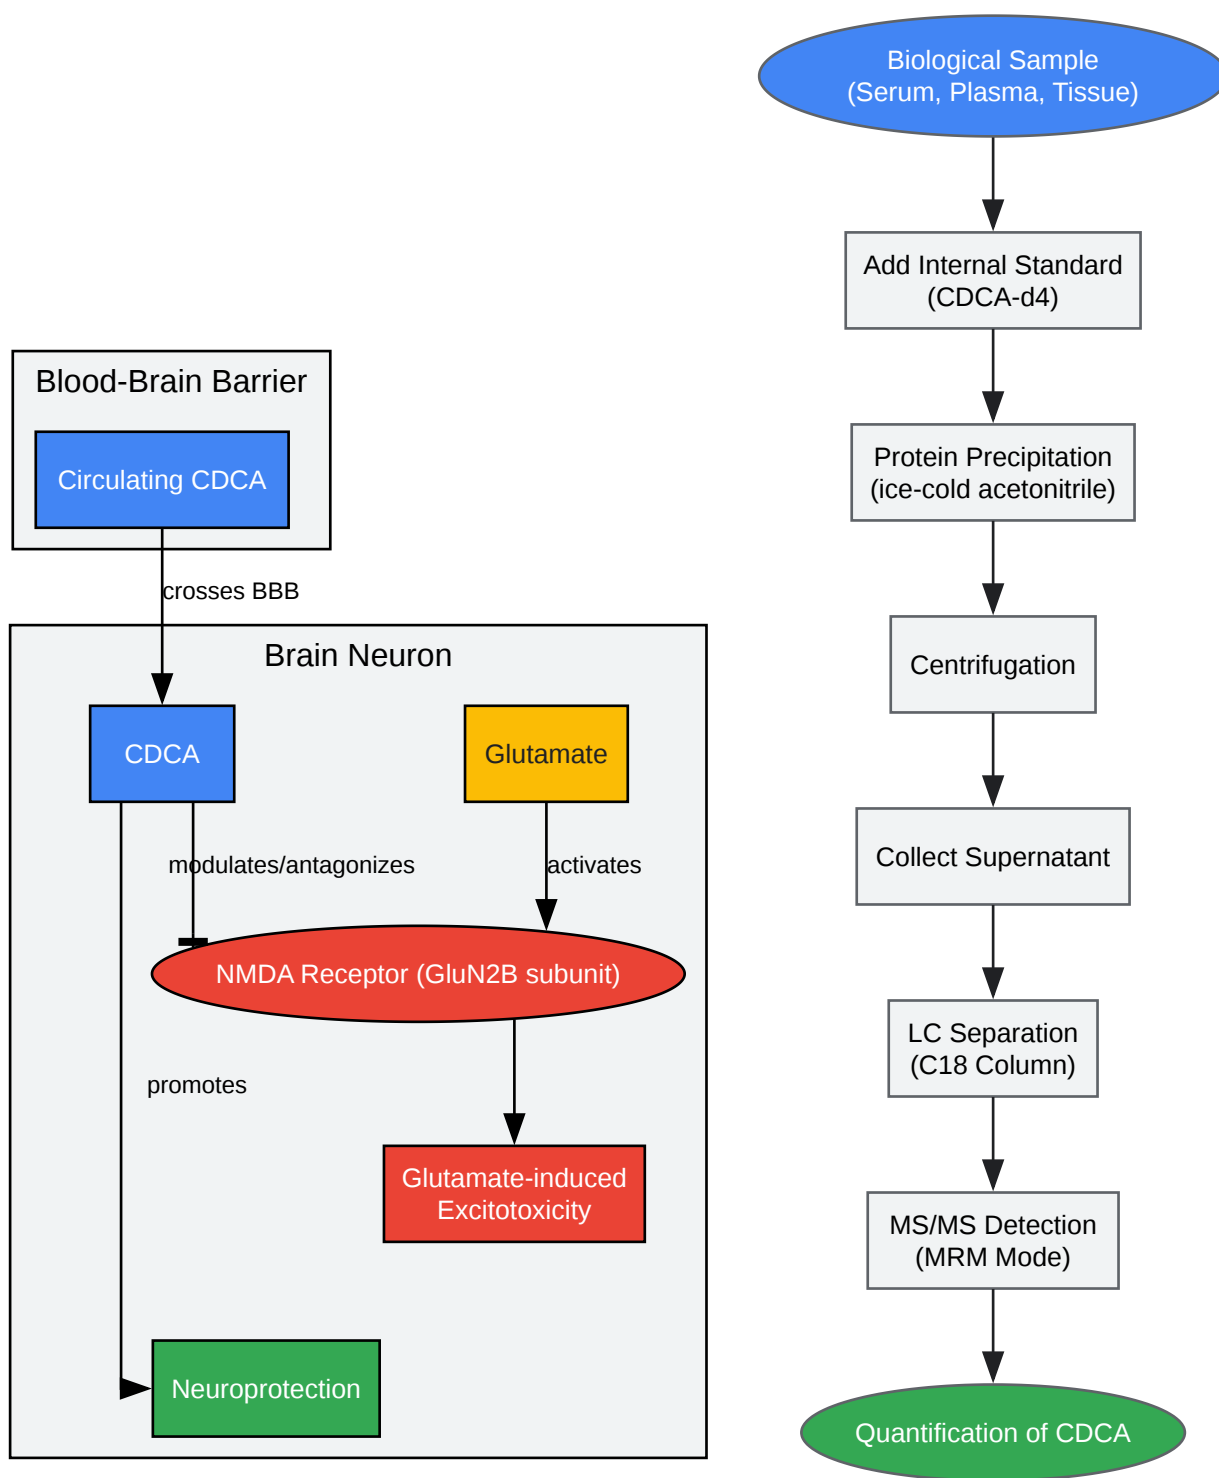 Blood-Brain Barrier
Circulating CDCA
crosses BBB
Brain Neuron
CDCA
Glutamate
modulates/antagonizes
activates
NMDA Receptor (GluN2B subunit)
promotes
Glutamate-induced
Excitotoxicity
Neuroprotection
Biological Sample
(Serum, Plasma, Tissue)
Add Internal Standard
(CDCA-d4)
Protein Precipitation
(ice-cold acetonitrile)
Centrifugation
Collect Supernatant
LC Separation
(C18 Column)
MS/MS Detection
(MRM Mode)
Quantification of CDCA